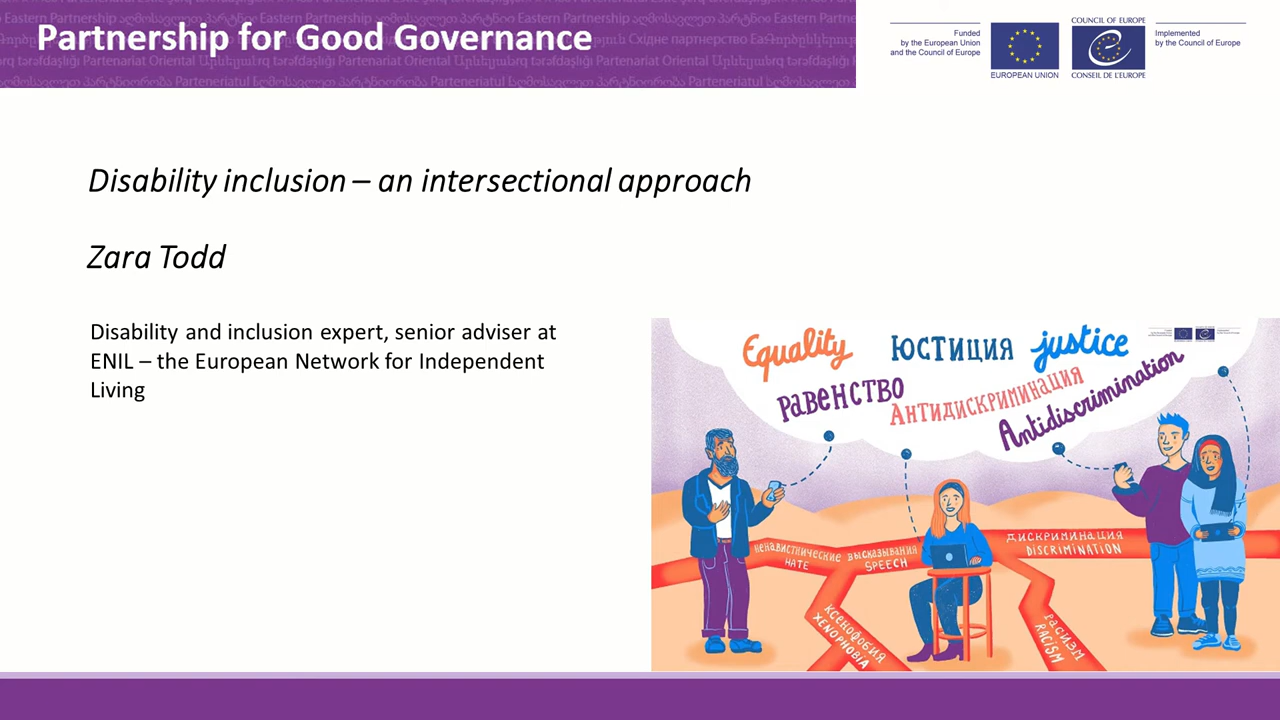 Partnership for Good Governance
Funded
by the European Union
and the Council of Europe
EUROPEAN UNION
COUNCIL OF EUROPE
CONSEIL DE L'EUROPE
Implemented
by the Council of Europe
Disability inclusion – an intersectional approach
Zara Todd
Disability and inclusion expert, senior adviser at
ENIL – the European Network for Independent
Living
Equality ЮСТИЦИЯ justice
РАВЕНСТВО
АНТИДИСКРИМИНАЦИЯ
Antidiscrimination
НЕНАВИСТНИЧЕСКИЕ ВЫСКАЗЫВАНИЯ
HATE SPEECH
ДИСКРИМИНАЦИЯ
DISCRIMINATION
КСЕНОФОБИЯ
XENOPHOBIA
РАСИЗМ
RACISM